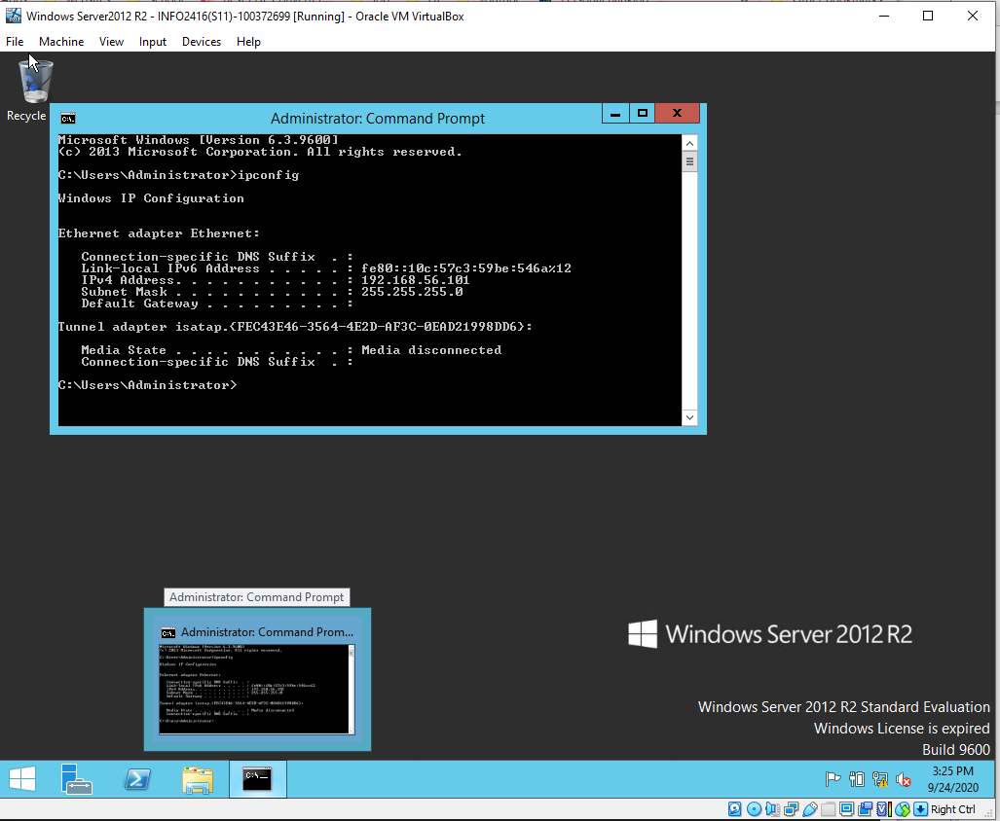 Windows Server2012 R2 - INFO2416(S11)-100372699 [Running] - Oracle VM VirtualBox
File Machine View Input Devices Help
Recycle
Administrator: Command Prompt
Microsoft Windows [Version 6.3.9600]
(c) 2013 Microsoft Corporation. All rights reserved.
C:\Users\Administrator>ipconfig
Windows IP Configuration
Ethernet adapter Ethernet:
Connection-specific DNS Suffix . :
Link-local IPv6 Address . . . . . : fe80::10c:57c3:59be:546a%12
IPv4 Address. . . . . . . . . . . : 192.168.56.101
Subnet Mask . . . . . . . . . . . : 255.255.255.0
Default Gateway . . . . . . . . . :
Tunnel adapter isatap.{FEC43E46-3564-4E2D-AF3C-0EAD21998DD6}:
Media State . . . . . . . . . . . : Media disconnected
Connection-specific DNS Suffix . :
C:\Users\Administrator>
Administrator: Command Prompt
Administrator: Command Prom...
Windows Server 2012 R2
Windows Server 2012 R2 Standard Evaluation
Windows License is expired
Build 9600
3:25 PM
9/24/2020
Right Ctrl